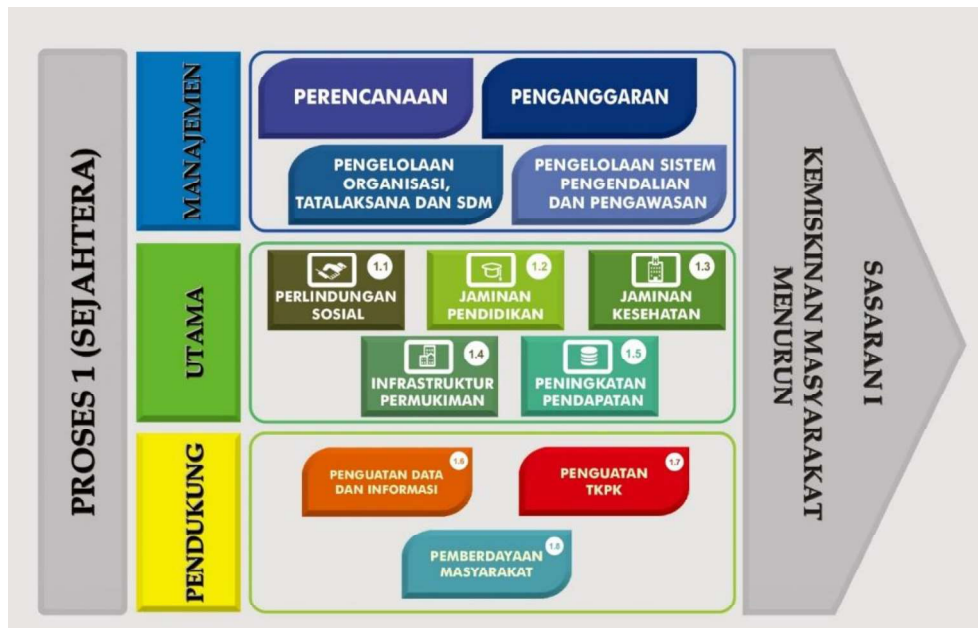 PROSES 1 (SEJAHTERA)
MANAJEMEN
PERENCANAAN
PENGANGGARAN
PENGELOLAAN
ORGANISASI,
TATALAKSANA DAN SDM
PENGELOLAAN SISTEM
PENGENDALIAN
DAN PENGAWASAN
UTAMA
1.1
PERLINDUNGAN
SOSIAL
1.2
JAMINAN
PENDIDIKAN
1.3
JAMINAN
KESEHATAN
1.4
INFRASTRUKTUR
PERMUKIMAN
1.5
PENINGKATAN
PENDAPATAN
PENDUKUNG
1.6
PENGUATAN DATA
DAN INFORMASI
1.7
PENGUATAN
TKPK
1.8
PEMBERDAYAAN
MASYARAKAT
SASARAN I
KEMISKINAN MASYARAKAT
MENURUN